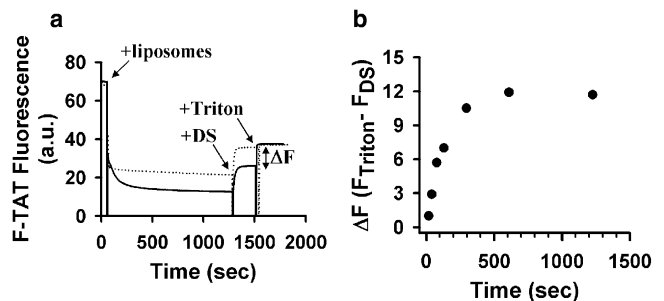 a
F-TAT Fluorescence
(a.u.)
80
60
40
20
0
+liposomes
+Triton
+DS
ΔF
0
500
1000
1500
2000
Time (sec)
b
ΔF (FTriton- FDS)
15
12
9
6
3
0
0
500
1000
1500
Time (sec)